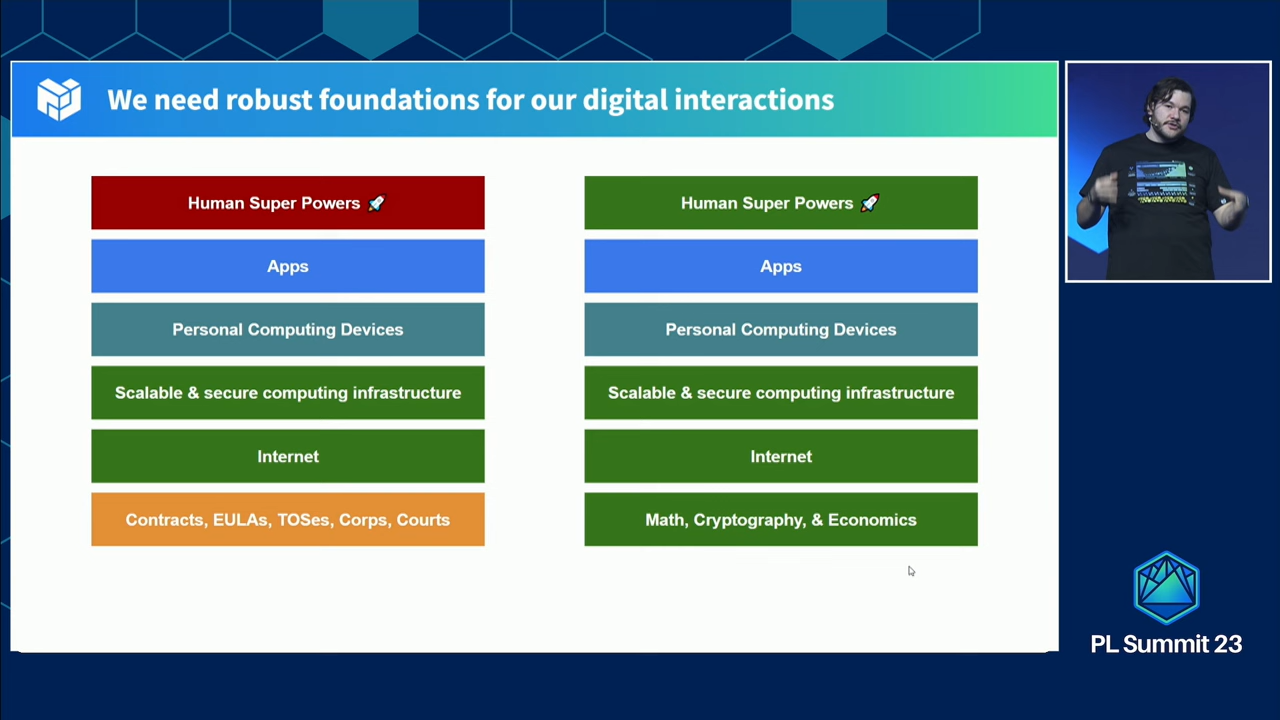 We need robust foundations for our digital interactions
Human Super Powers 🚀
Apps
Personal Computing Devices
Scalable & secure computing infrastructure
Internet
Contracts, EULAs, TOSes, Corps, Courts
Human Super Powers 🚀
Apps
Personal Computing Devices
Scalable & secure computing infrastructure
Internet
Math, Cryptography, & Economics
PL Summit 23